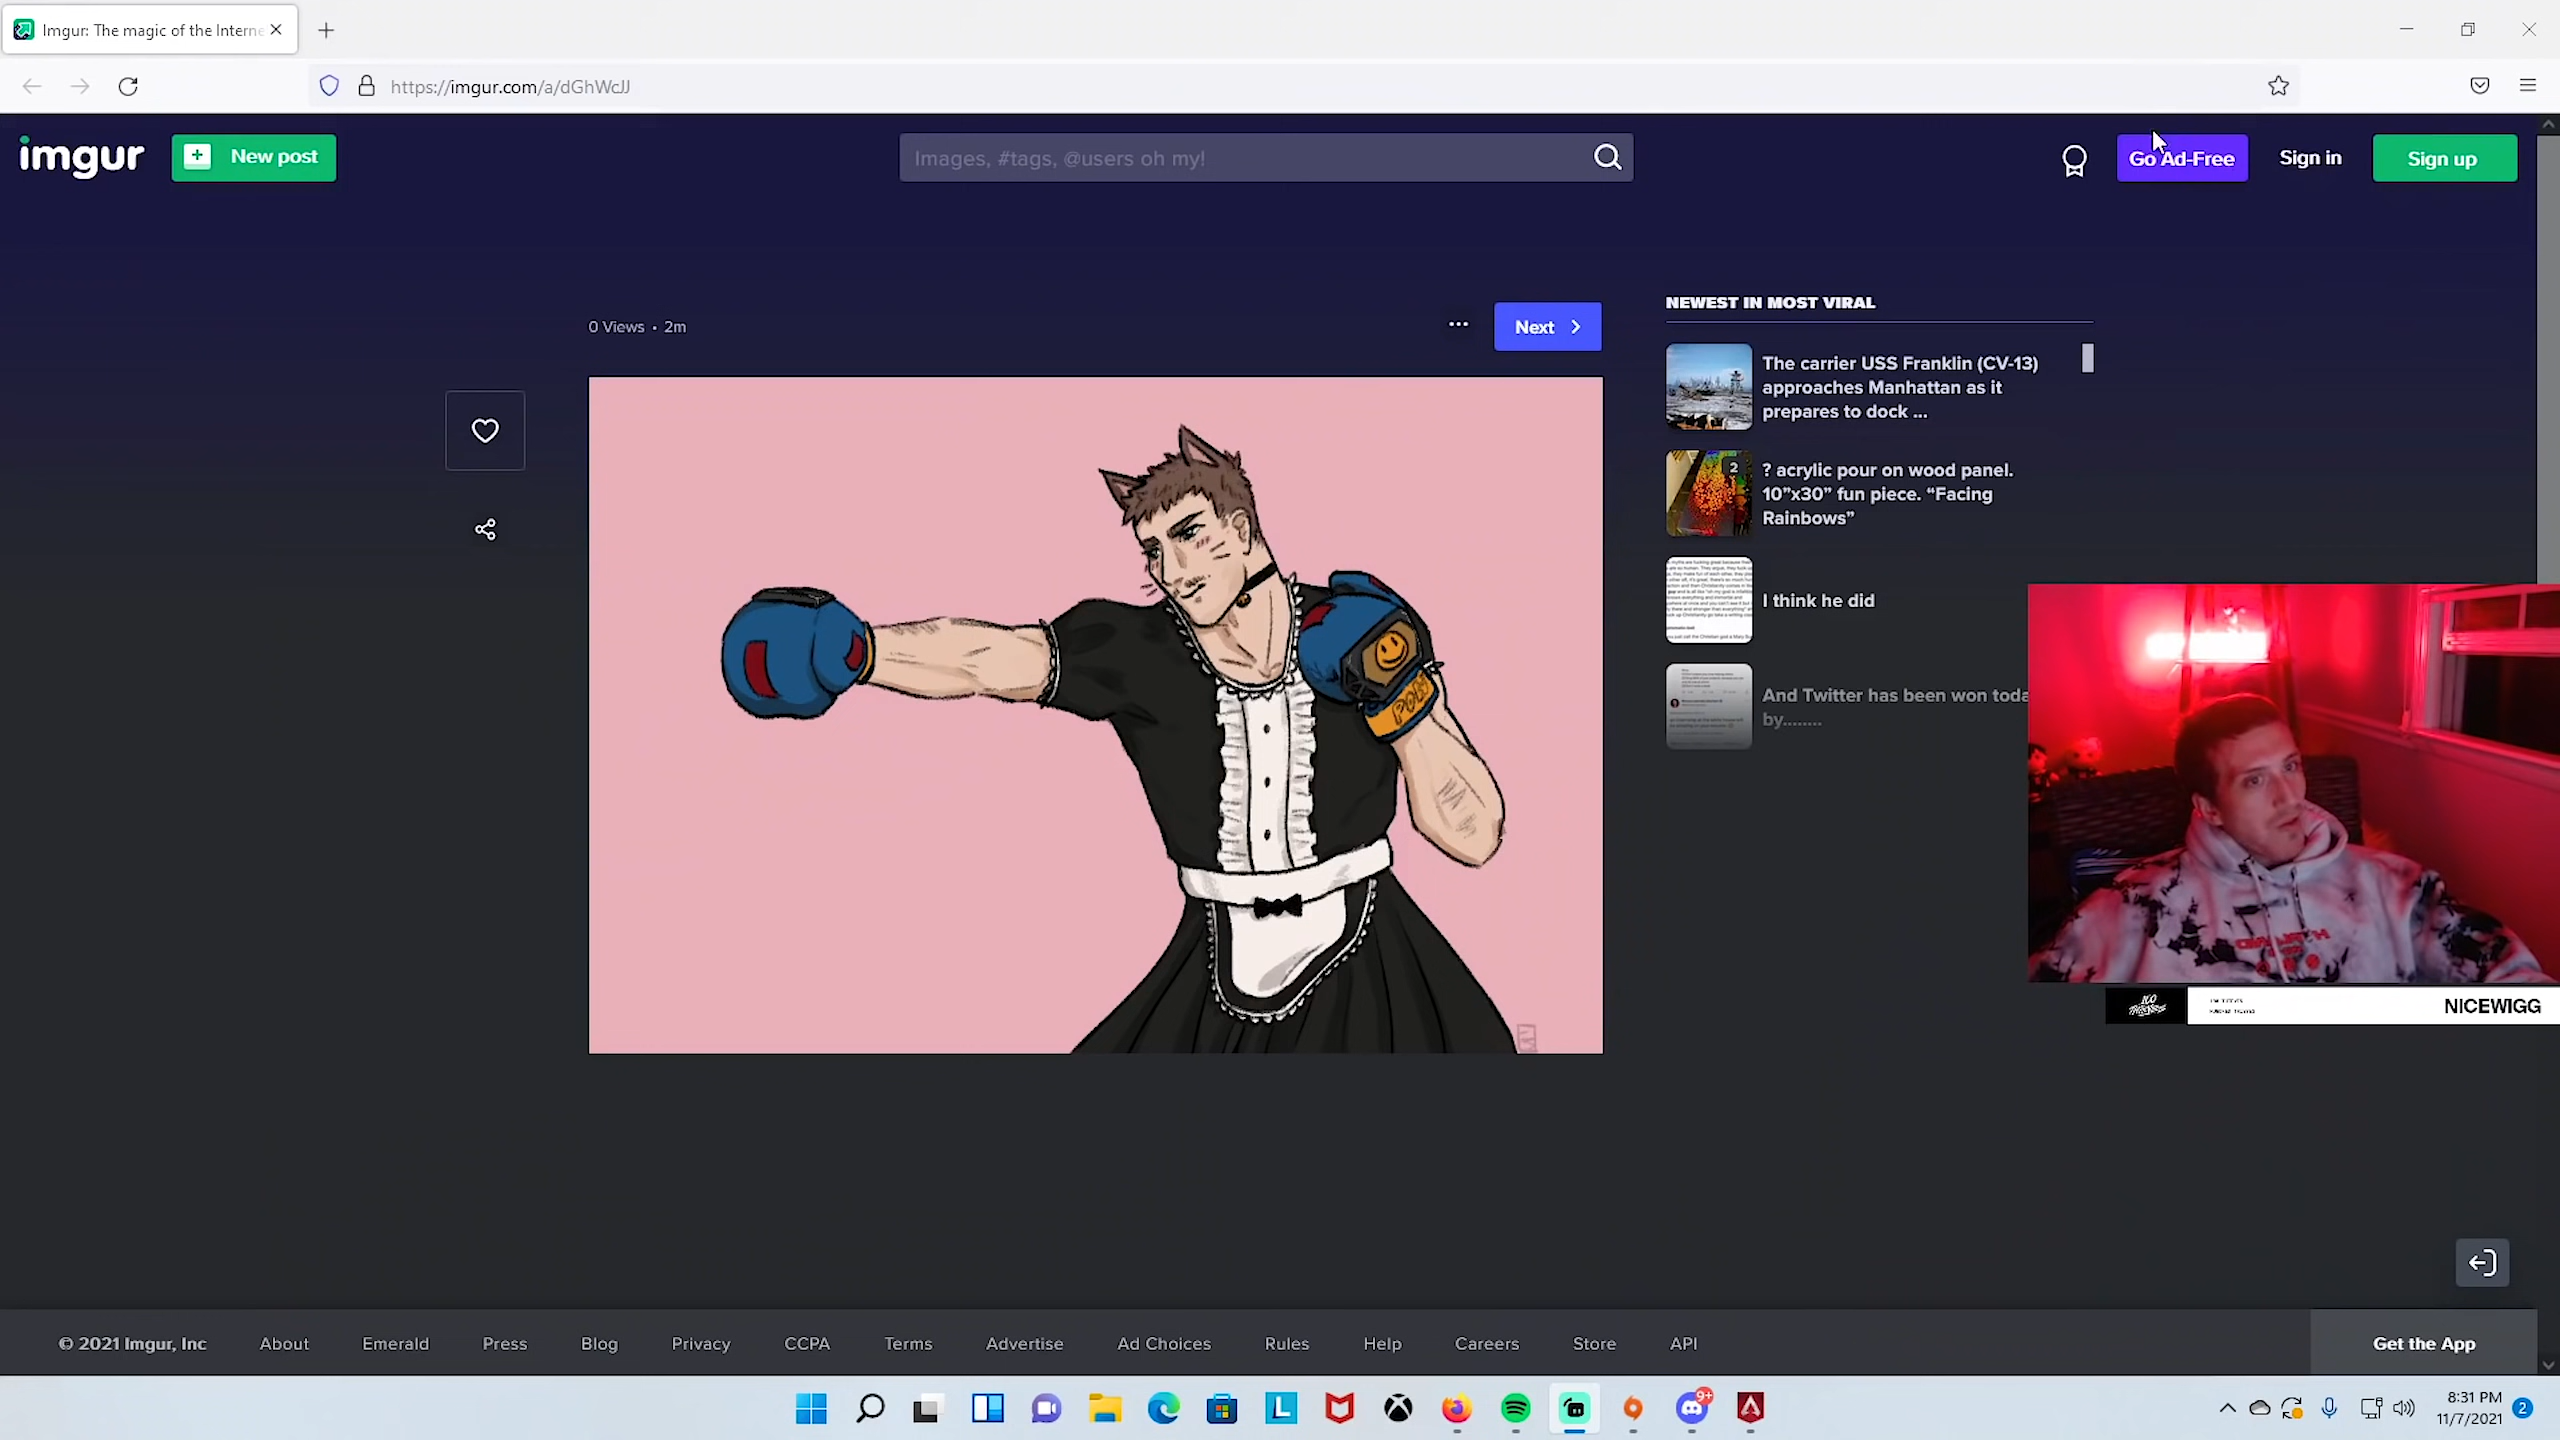 Imgur: The magic of the Interne
https://imgur.com/a/dGhWcJJ
imgur
New post
Images, #tags, @users oh my!
Go Ad-Free
Sign in
Sign up
0 Views • 2m
Next
NEWEST IN MOST VIRAL
The carrier USS Franklin (CV-13)
approaches Manhattan as it
prepares to dock ...
2
? acrylic pour on wood panel.
10”x30” fun piece. “Facing
Rainbows”
I think he did
And Twitter has been won toda
by........
100
THIEVES
NICEWIGG
© 2021 Imgur, Inc
About
Emerald
Press
Blog
Privacy
CCPA
Terms
Advertise
Ad Choices
Rules
Help
Careers
Store
API
Get the App
L
9+
8:31 PM
11/7/2021
2